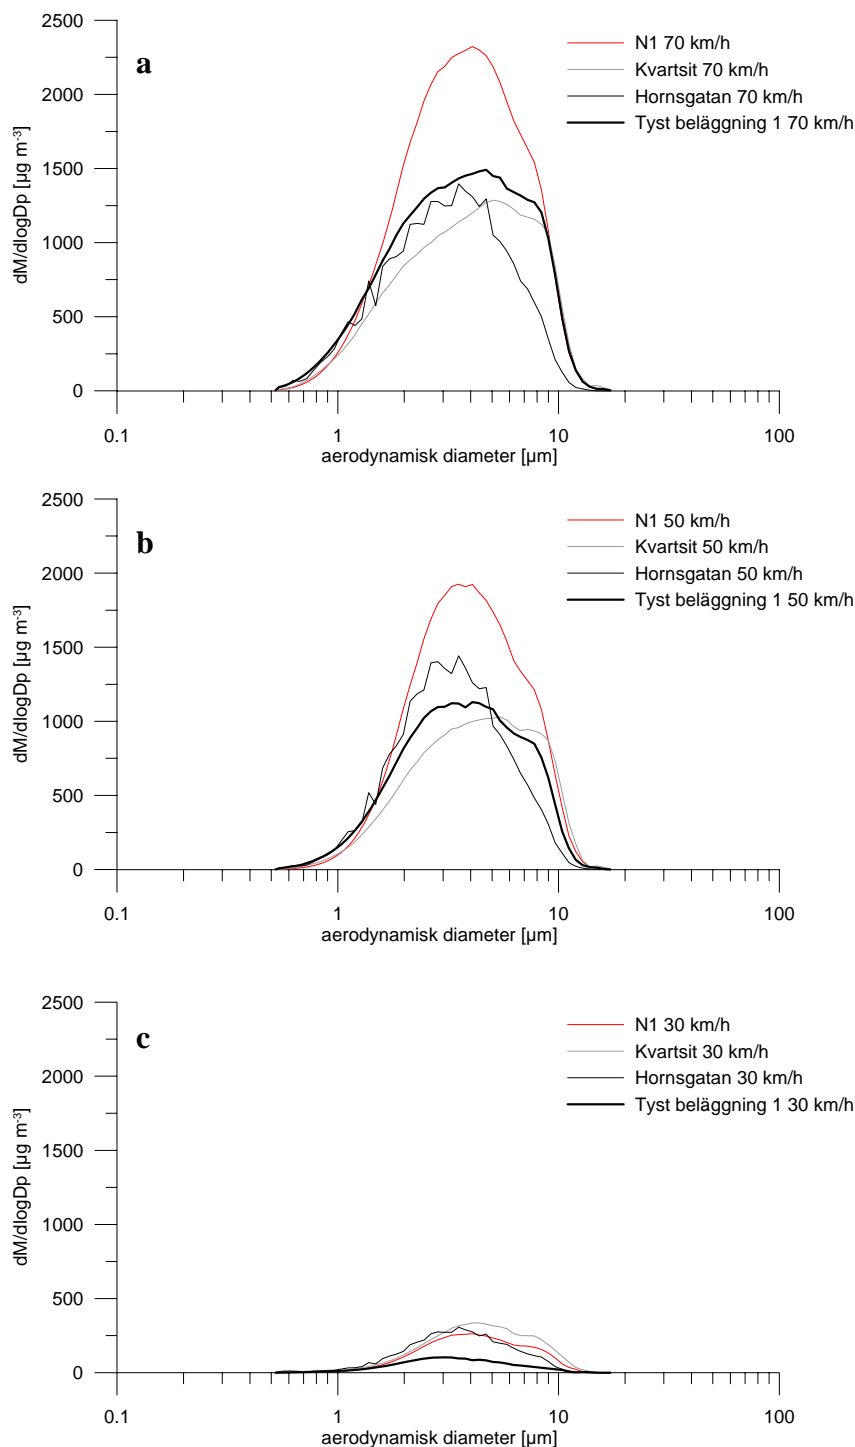 a
N1 70 km/h
Kvartsit 70 km/h
Hornsgatan 70 km/h
Tyst beläggning 1 70 km/h
2500
2000
1500
1000
500
0
dM/dlogDp [µg m-3]
0.1 1 10 100
aerodynamisk diameter [µm]
b
N1 50 km/h
Kvartsit 50 km/h
Hornsgatan 50 km/h
Tyst beläggning 1 50 km/h
2500
2000
1500
1000
500
0
dM/dlogDp [µg m-3]
0.1 1 10 100
aerodynamisk diameter [µm]
c
N1 30 km/h
Kvartsit 30 km/h
Hornsgatan 30 km/h
Tyst beläggning 1 30 km/h
2500
2000
1500
1000
500
0
dM/dlogDp [µg m-3]
0.1 1 10 100
aerodynamisk diameter [µm]